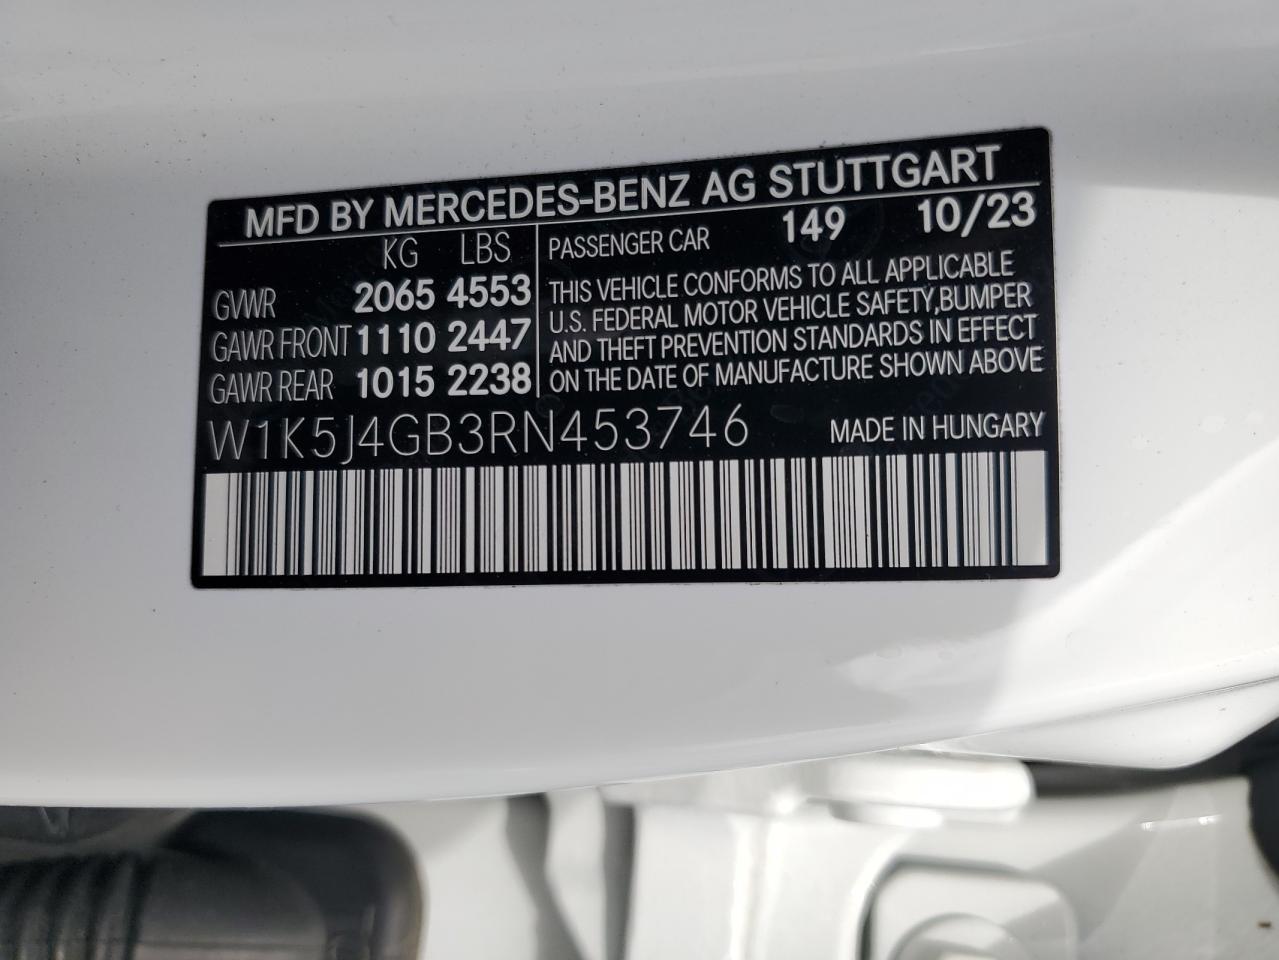 MFD BY MERCEDES-BENZ AG STUTTGART
KG LBS
GVWR 2065 4553
GAWR FRONT 1110 2447
GAWR REAR 1015 2238
PASSENGER CAR 149 10/23
THIS VEHICLE CONFORMS TO ALL APPLICABLE
U.S. FEDERAL MOTOR VEHICLE SAFETY, BUMPER
AND THEFT PREVENTION STANDARDS IN EFFECT
ON THE DATE OF MANUFACTURE SHOWN ABOVE
W1K5J4GB3RN453746 MADE IN HUNGARY